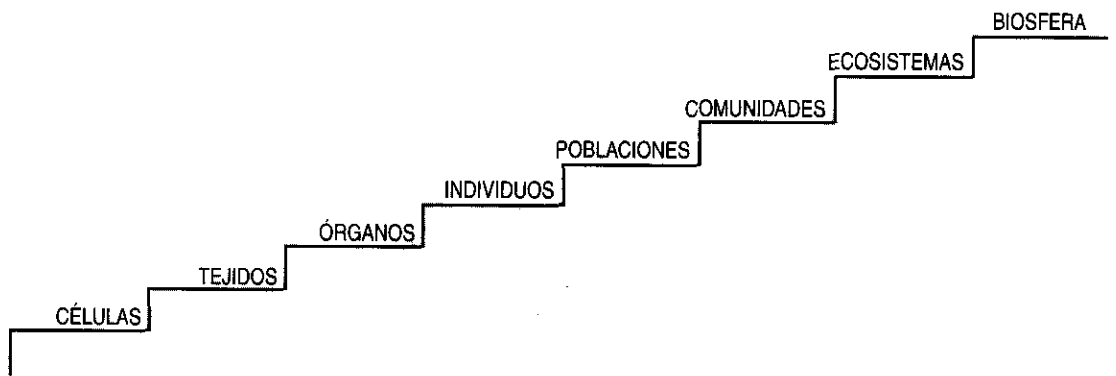 BIOSFERA
ECOSISTEMAS
COMUNIDADES
POBLACIONES
INDIVIDUOS
ÓRGANOS
TEJIDOS
CÉLULAS